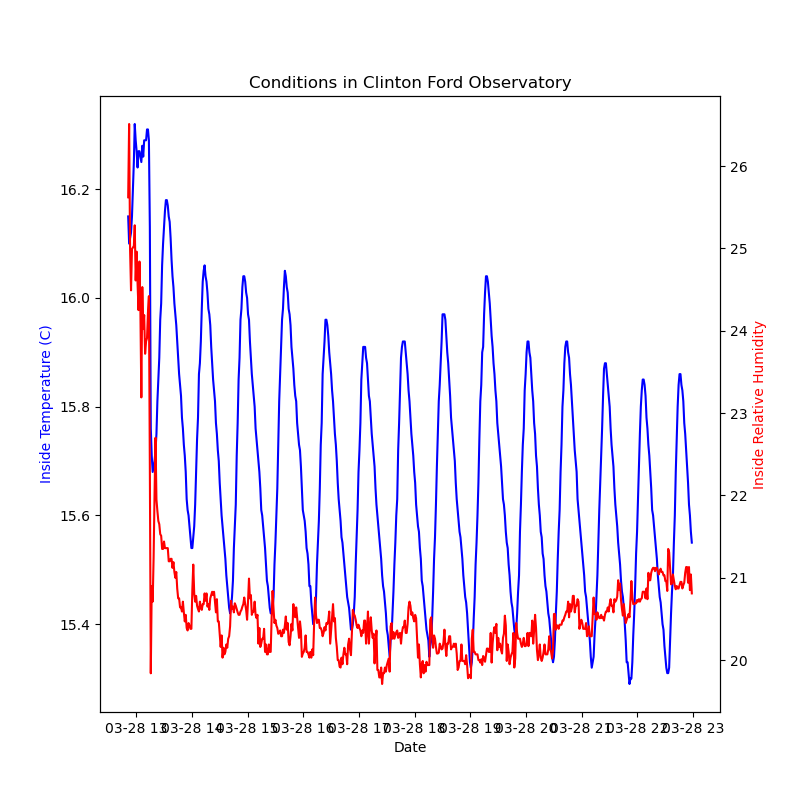 Conditions in Clinton Ford Observatory
Inside Temperature (C)
16.2
16.0
15.8
15.6
15.4
26
25
24
23
22
21
20
Inside Relative Humidity
03-28 13 03-28 14 03-28 15 03-28 16 03-28 17 03-28 18 03-28 19 03-28 20 03-28 21 03-28 22 03-28 23
Date